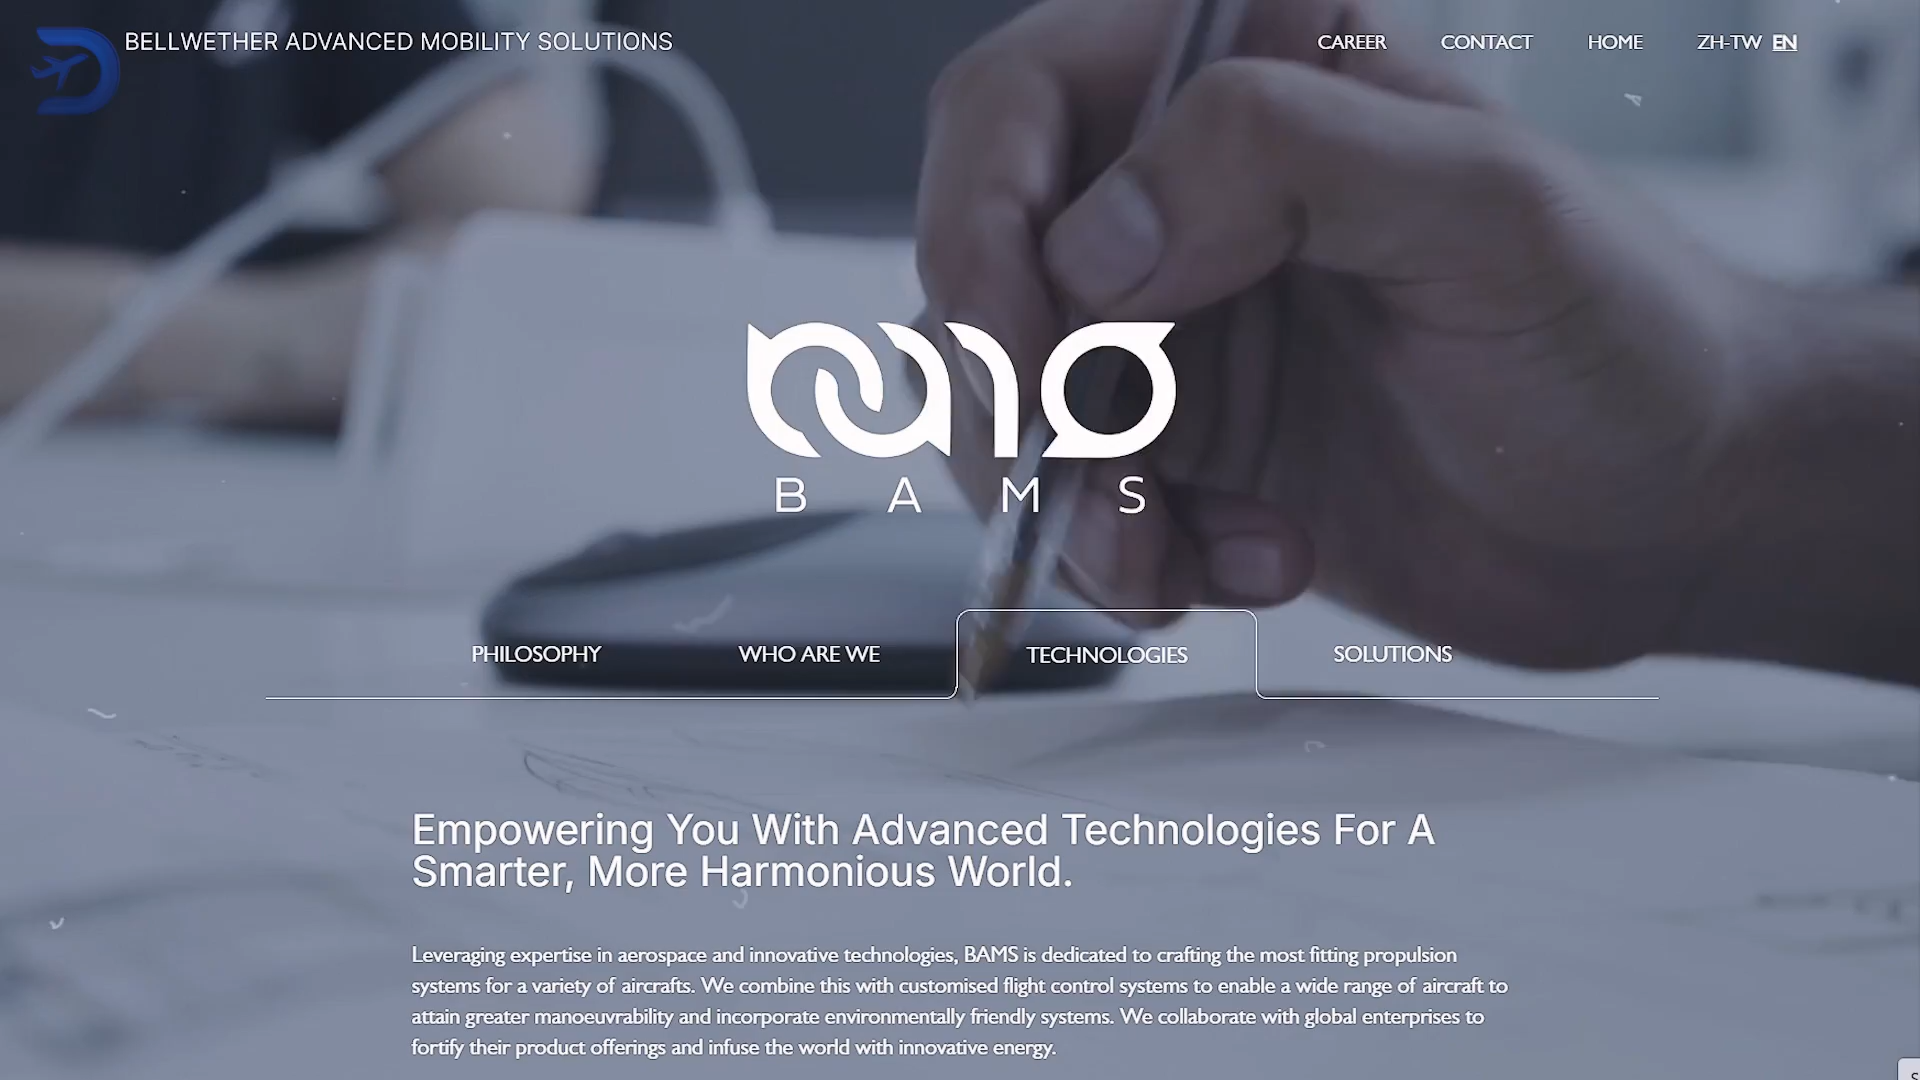 BELLWETHER ADVANCED MOBILITY SOLUTIONS
CAREER CONTACT HOME ZH-TW EN
BAMS
PHILOSOPHY WHO ARE WE TECHNOLOGIES SOLUTIONS
Empowering You With Advanced Technologies For A
Smarter, More Harmonious World.
Leveraging expertise in aerospace and innovative technologies, BAMS is dedicated to crafting the most fitting propulsion
systems for a variety of aircrafts. We combine this with customised flight control systems to enable a wide range of aircraft to
attain greater manoeuvrability and incorporate environmentally friendly systems. We collaborate with global enterprises to
fortify their product offerings and infuse the world with innovative energy.